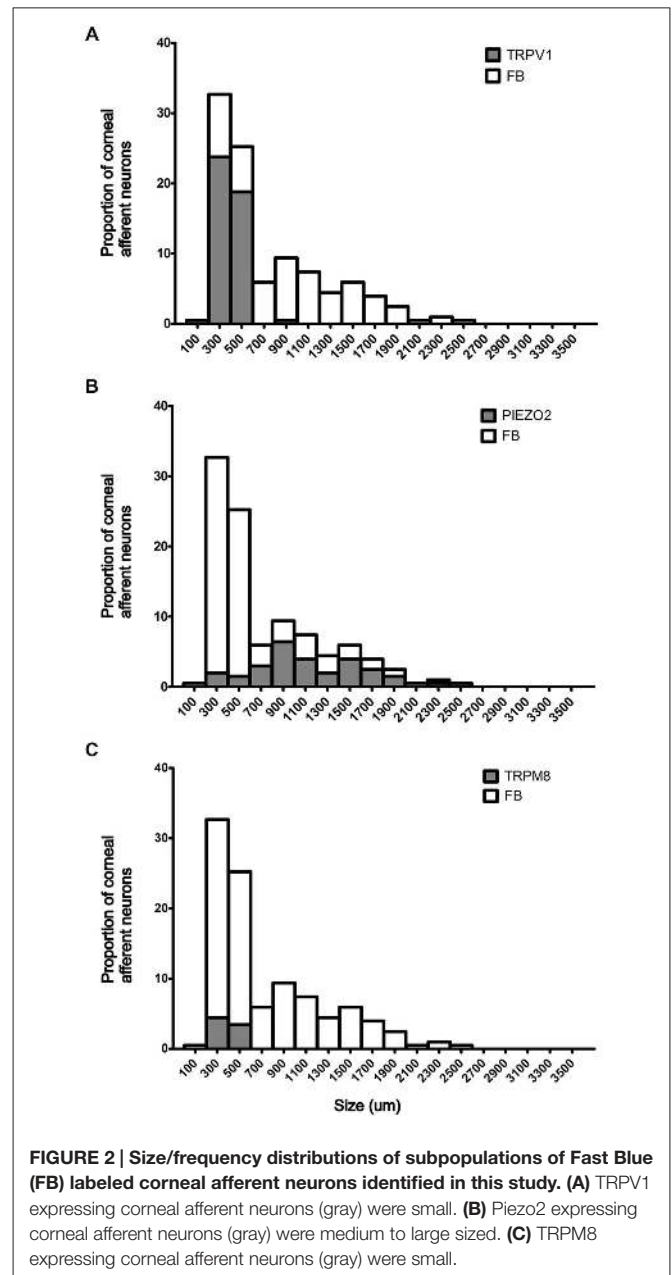 A
TRPV1
FB
Proportion of corneal
afferent neurons
40
30
20
10
0
100 300 500 700 900 1100 1300 1500 1700 1900 2100 2300 2500 2700 2900 3100 3300 3500
B
PIEZO2
FB
Proportion of corneal
afferent neurons
40
30
20
10
0
100 300 500 700 900 1100 1300 1500 1700 1900 2100 2300 2500 2700 2900 3100 3300 3500
C
TRPM8
FB
Proportion of corneal
afferent neurons
40
30
20
10
0
100 300 500 700 900 1100 1300 1500 1700 1900 2100 2300 2500 2700 2900 3100 3300 3500
Size (um)
FIGURE 2 | Size/frequency distributions of subpopulations of Fast Blue
(FB) labeled corneal afferent neurons identified in this study. (A) TRPV1
expressing corneal afferent neurons (gray) were small. (B) Piezo2 expressing
corneal afferent neurons (gray) were medium to large sized. (C) TRPM8
expressing corneal afferent neurons (gray) were small.